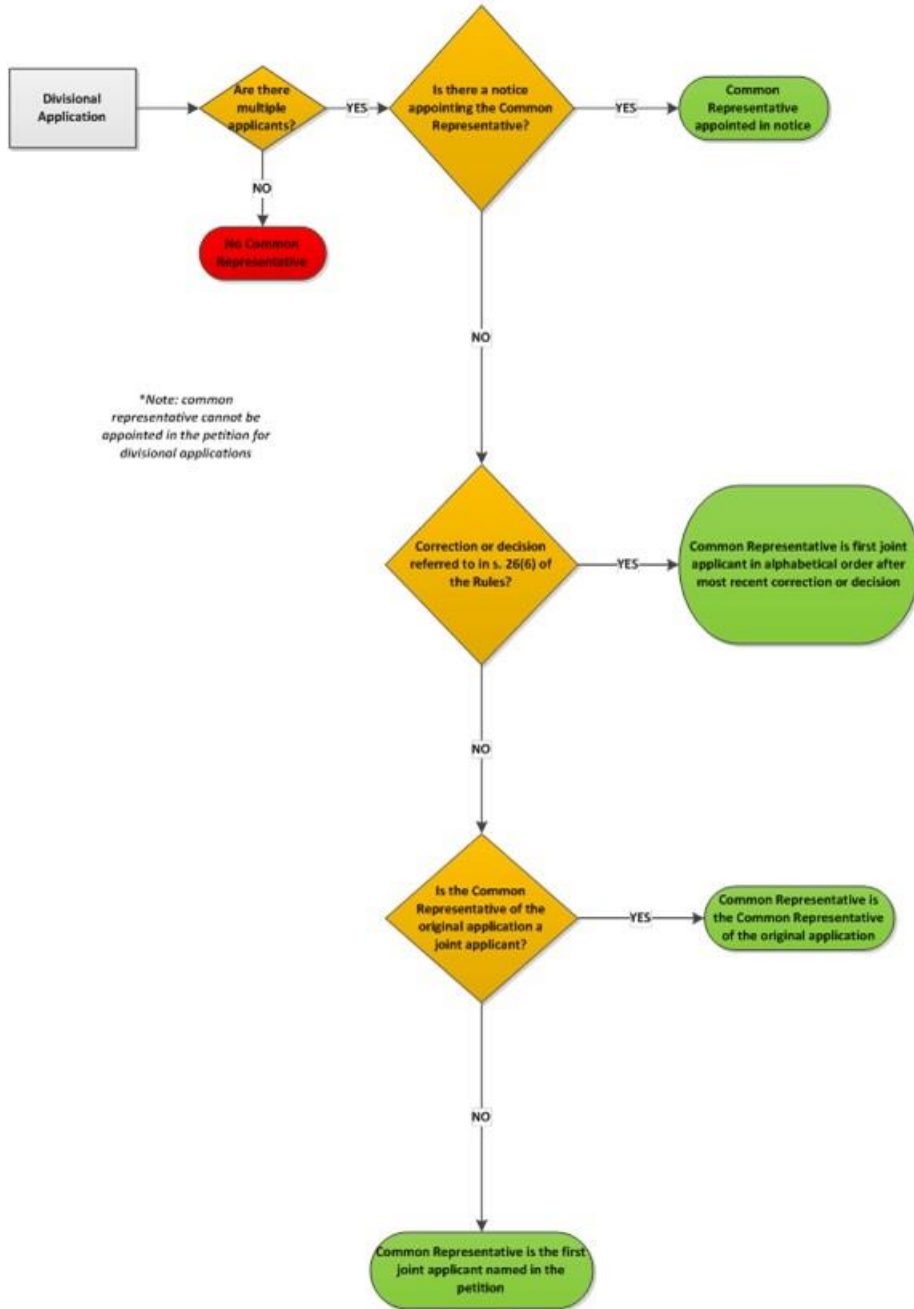 Divisional
Application
Are there
multiple
applicants?
YES
Is there a notice
appointing the Common
Representative?
YES
Common
Representative
appointed in notice
NO
No Common
Representative
NO
*Note: common
representative cannot be
appointed in the petition for
divisional applications
Correction or decision
referred to in s. 26(6) of
the Rules?
YES
Common Representative is first joint
applicant in alphabetical order after
most recent correction or decision
NO
Is the Common
Representative of the
original application a
joint applicant?
YES
Common Representative is
the Common Representative
of the original application
NO
Common Representative is the first
joint applicant named in the
petition